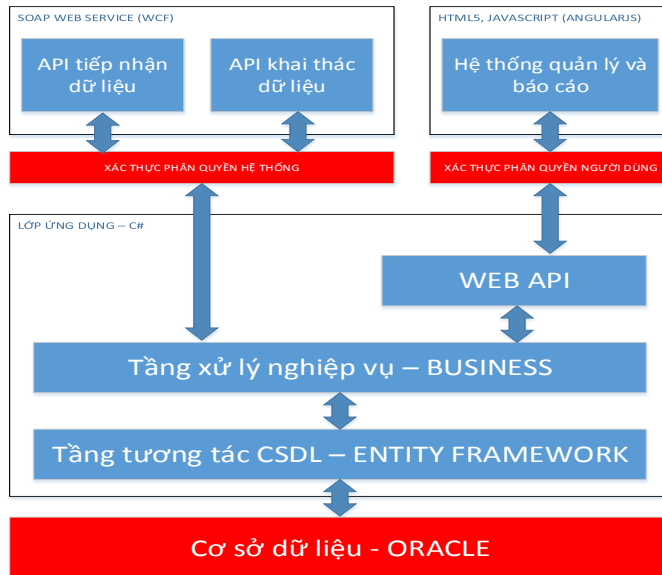 SOAP WEB SERVICE (WCF)
API tiếp nhận
dữ liệu
API khai thác
dữ liệu
HTML5, JAVASCRIPT (ANGULARJS)
Hệ thống quản lý và
báo cáo
XÁC THỰC PHÂN QUYỀN HỆ THỐNG
XÁC THỰC PHÂN QUYỀN NGƯỜI DÙNG
LỚP ỨNG DỤNG – C#
WEB API
Tầng xử lý nghiệp vụ – BUSINESS
Tầng tương tác CSDL – ENTITY FRAMEWORK
Cơ sở dữ liệu - ORACLE